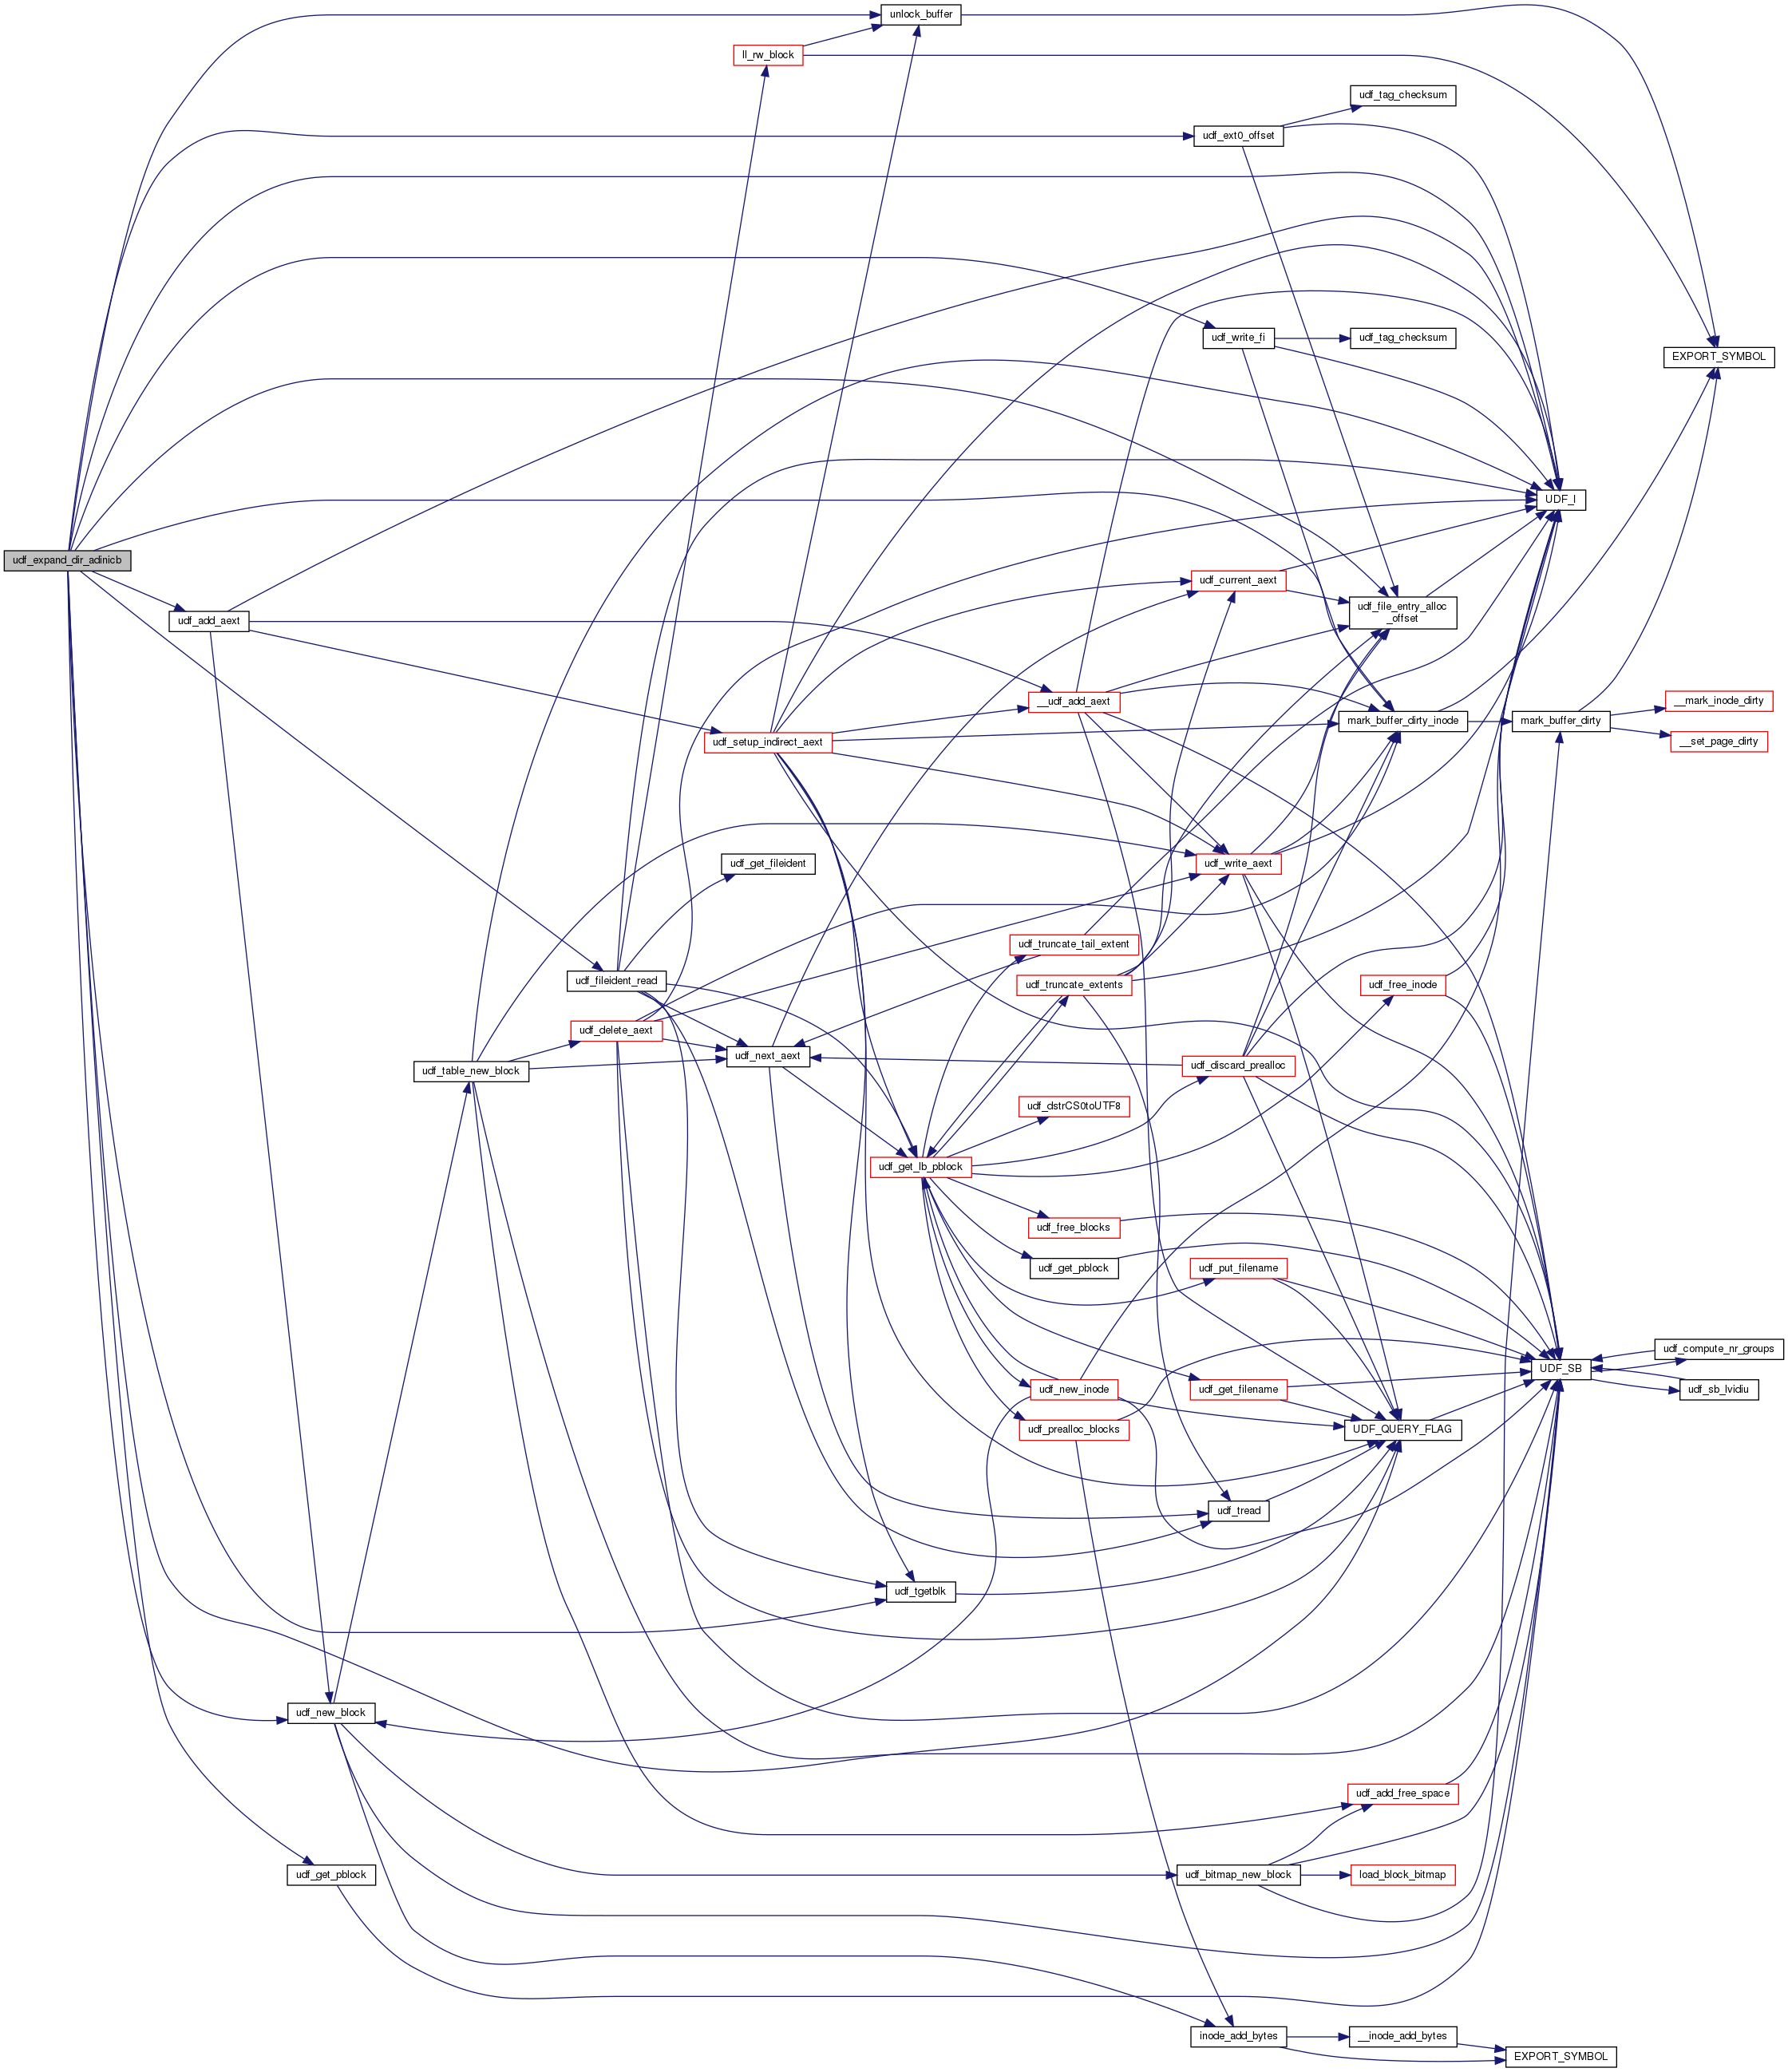 unlock_buffer
ll_rw_block
udf_tag_checksum
udf_ext0_offset
udf_write_fi
udf_tag_checksum
EXPORT_SYMBOL
UDF_I
udf_expand_dir_adinicb
udf_current_aext
udf_file_entry_alloc
_offset
udf_add_aext
__udf_add_aext
__mark_inode_dirty
mark_buffer_dirty_inode
mark_buffer_dirty
udf_setup_indirect_aext
__set_page_dirty
udf_get_fileident
udf_write_aext
udf_truncate_tail_extent
udf_fileident_read
udf_truncate_extents
udf_free_inode
udf_delete_aext
udf_next_aext
udf_table_new_block
udf_discard_prealloc
udf_dstrCS0toUTF8
udf_get_lb_pblock
udf_free_blocks
udf_get_pblock
udf_put_filename
udf_compute_nr_groups
UDF_SB
udf_new_inode
udf_get_filename
udf_sb_lvidiu
udf_prealloc_blocks
UDF_QUERY_FLAG
udf_tread
udf_tgetblk
udf_new_block
udf_add_free_space
udf_get_pblock
udf_bitmap_new_block
load_block_bitmap
inode_add_bytes
__inode_add_bytes
EXPORT_SYMBOL